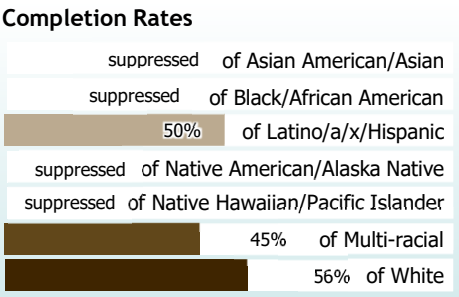 Completion Rates
suppressed of Asian American/Asian
suppressed of Black/African American
50% of Latino/a/x/Hispanic
suppressed of Native American/Alaska Native
suppressed of Native Hawaiian/Pacific Islander
45% of Multi-racial
56% of White